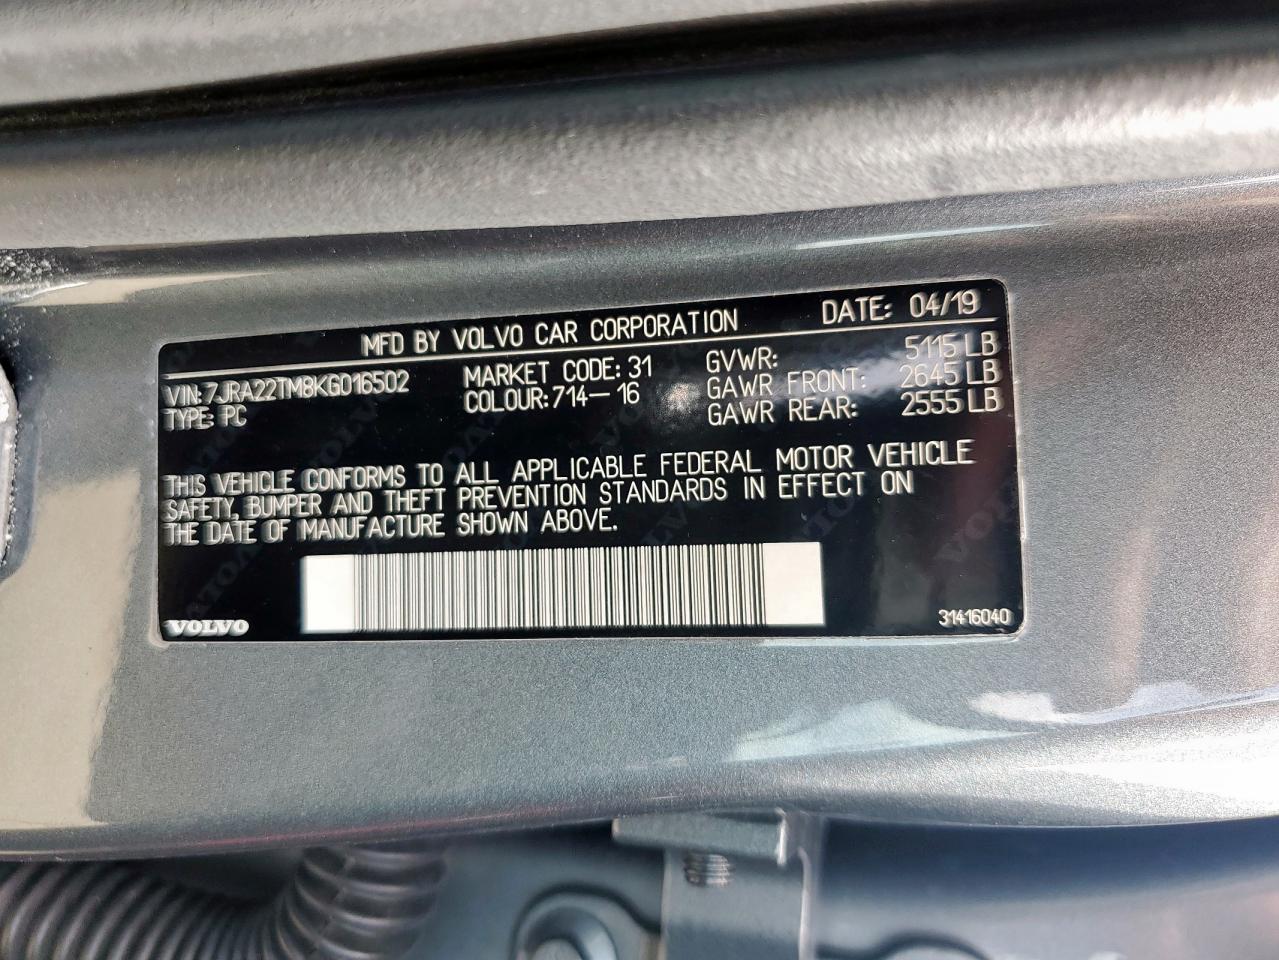 MFD BY VOLVO CAR CORPORATION DATE: 04/19
VIN: 7JRA22TM8KG016502 MARKET CODE: 31 GVWR: 5115 LB
TYPE: PC COLOUR: 714-16 GAWR FRONT: 2645 LB
GAWR REAR: 2555 LB
THIS VEHICLE CONFORMS TO ALL APPLICABLE FEDERAL MOTOR VEHICLE
SAFETY, BUMPER AND THEFT PREVENTION STANDARDS IN EFFECT ON
THE DATE OF MANUFACTURE SHOWN ABOVE.
VOLVO 31416040